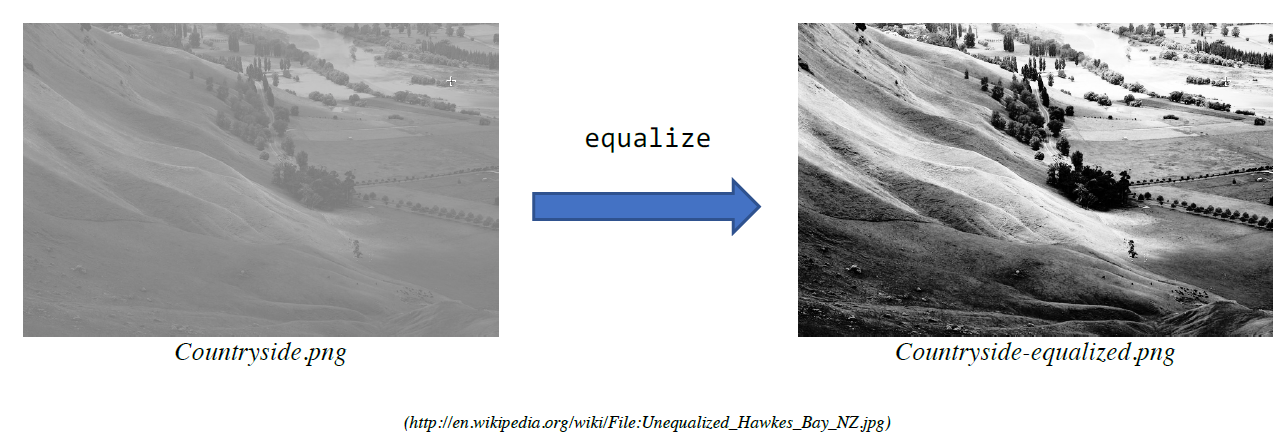 equalize
Countryside.png
Countryside-equalized.png
(http://en.wikipedia.org/wiki/File:Unequalized_Hawkes_Bay_NZ.jpg)